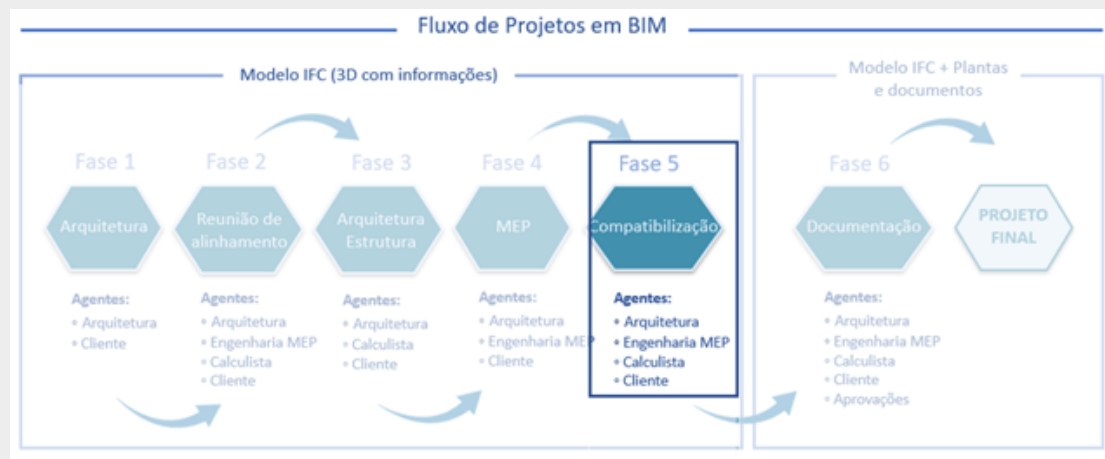 Fluxo de Projetos em BIM
Modelo IFC (3D com informações)
Modelo IFC + Plantas
e documentos
Fase 1
Arquitetura
Agentes:
• Arquitetura
• Cliente
Fase 2
Reunião de
alinhamento
Agentes:
• Arquitetura
• Engenharia MEP
• Calculista
• Cliente
Fase 3
Arquitetura
Estrutura
Agentes:
• Arquitetura
• Calculista
• Cliente
Fase 4
MEP
Agentes:
• Arquitetura
• Engenharia MEP
• Cliente
Fase 5
Compatibilização
Agentes:
• Arquitetura
• Engenharia MEP
• Calculista
• Cliente
Fase 6
Documentação
Agentes:
• Arquitetura
• Engenharia MEP
• Calculista
• Cliente
• Aprovações
PROJETO
FINAL